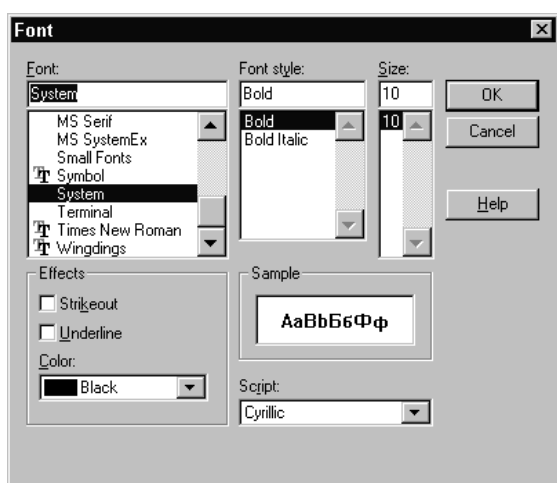 Font
Font:
System
MS Serif
MS SystemEx
Small Fonts
Symbol
System
Terminal
Times New Roman
Wingdings
Font style:
Bold
Bold
Bold Italic
Size:
10
10
OK
Cancel
Help
Effects
Strikeout
Underline
Color:
Black
Sample
AaBbБбФф
Script:
Cyrillic